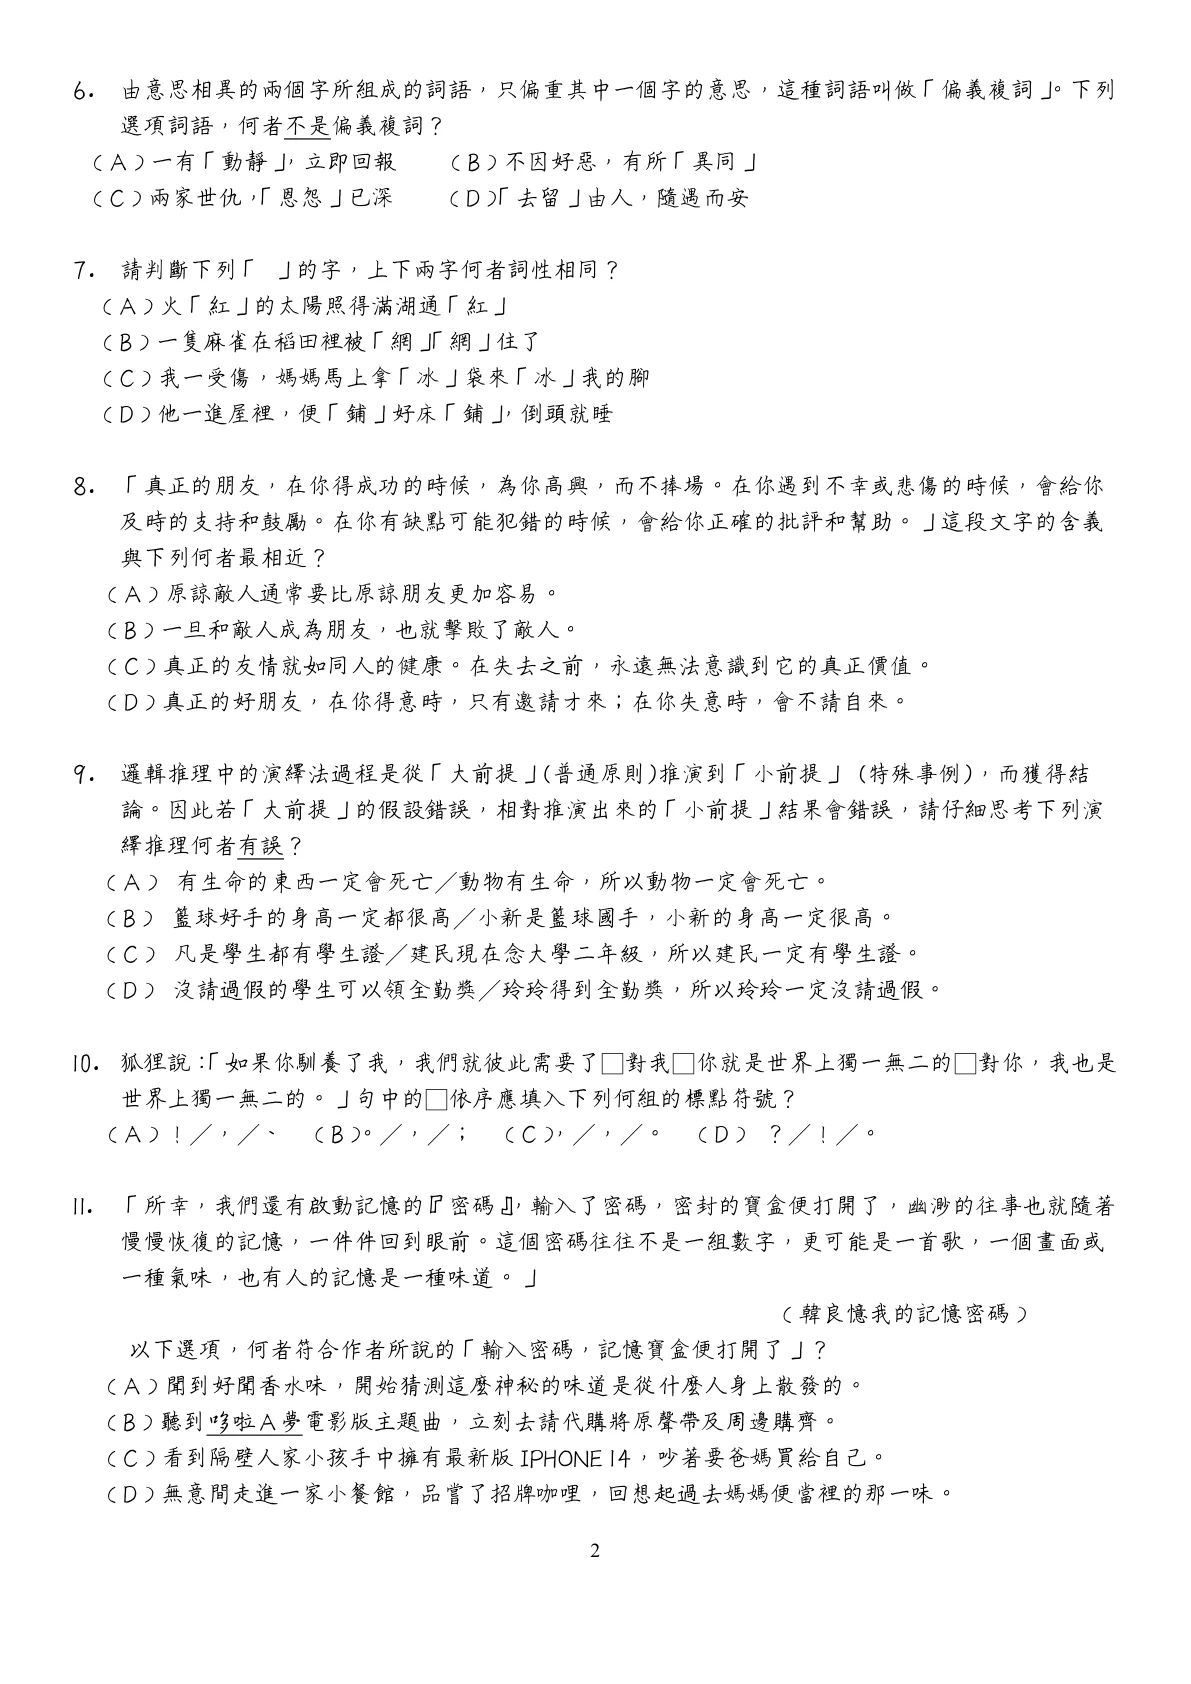 6. 由意思相異的兩個字所組成的詞語，只偏重其中一個字的意思，這種詞語叫做「偏義複詞」。下列
選項詞語，何者不是偏義複詞？
（A）一有「動靜」，立即回報　　（B）不因好惡，有所「異同」
（C）兩家世仇，「恩怨」已深　　（D）「去留」由人，隨遇而安
7. 請判斷下列「　」的字，上下兩字何者詞性相同？
（A）火「紅」的太陽照得滿湖通「紅」
（B）一隻麻雀在稻田裡被「網」「網」住了
（C）我一受傷，媽媽馬上拿「冰」袋來「冰」我的腳
（D）他一進屋裡，便「鋪」好床「鋪」，倒頭就睡
8. 「真正的朋友，在你得成功的時候，為你高興，而不捧場。在你遇到不幸或悲傷的時候，會給你
及時的支持和鼓勵。在你有缺點可能犯錯的時候，會給你正確的批評和幫助。」這段文字的含義
與下列何者最相近？
（A）原諒敵人通常要比原諒朋友更加容易。
（B）一旦和敵人成為朋友，也就擊敗了敵人。
（C）真正的友情就如同人的健康。在失去之前，永遠無法意識到它的真正價值。
（D）真正的好朋友，在你得意時，只有邀請才來；在你失意時，會不請自來。
9. 邏輯推理中的演繹法過程是從「大前提」(普通原則)推演到「小前提」 (特殊事例)，而獲得結
論。因此若「大前提」的假設錯誤，相對推演出來的「小前提」結果會錯誤，請仔細思考下列演
繹推理何者有誤？
（A） 有生命的東西一定會死亡／動物有生命，所以動物一定會死亡。
（B） 籃球好手的身高一定都很高／小新是籃球國手，小新的身高一定很高。
（C） 凡是學生都有學生證／建民現在念大學二年級，所以建民一定有學生證。
（D） 沒請過假的學生可以領全勤獎／玲玲得到全勤獎，所以玲玲一定沒請過假。
10. 狐狸說：「如果你馴養了我，我們就彼此需要了□對我□你就是世界上獨一無二的□對你，我也是
世界上獨一無二的。」句中的□依序應填入下列何組的標點符號？
（A）！／，／、　（B）。／，／；　（C），／，／。　（D） ？／！／。
11. 「所幸，我們還有啟動記憶的『密碼』，輸入了密碼，密封的寶盒便打開了，幽渺的往事也就隨著
慢慢恢復的記憶，一件件回到眼前。這個密碼往往不是一組數字，更可能是一首歌，一個畫面或
一種氣味，也有人的記憶是一種味道。」
（韓良憶我的記憶密碼）
以下選項，何者符合作者所說的「輸入密碼，記憶寶盒便打開了」？
（A）聞到好聞香水味，開始猜測這麼神秘的味道是從什麼人身上散發的。
（B）聽到哆啦A夢電影版主題曲，立刻去請代購將原聲帶及周邊購齊。
（C）看到隔壁人家小孩手中擁有最新版 IPHONE 14，吵著要爸媽買給自己。
（D）無意間走進一家小餐館，品嘗了招牌咖哩，回想起過去媽媽便當裡的那一味。
2